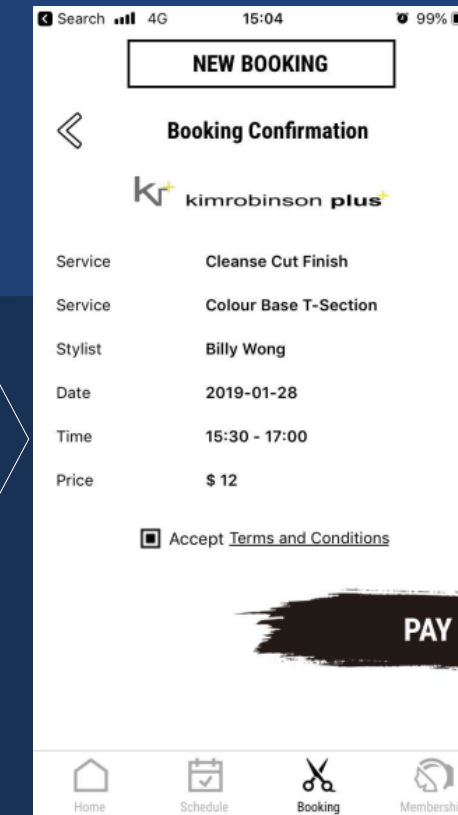 Search 4G 15:04 99%
NEW BOOKING
Booking Confirmation
kr+ kimrobinson plus+
Service Cleanse Cut Finish
Service Colour Base T-Section
Stylist Billy Wong
Date 2019-01-28
Time 15:30 - 17:00
Price $ 12
Accept Terms and Conditions
PAY
Home Schedule Booking